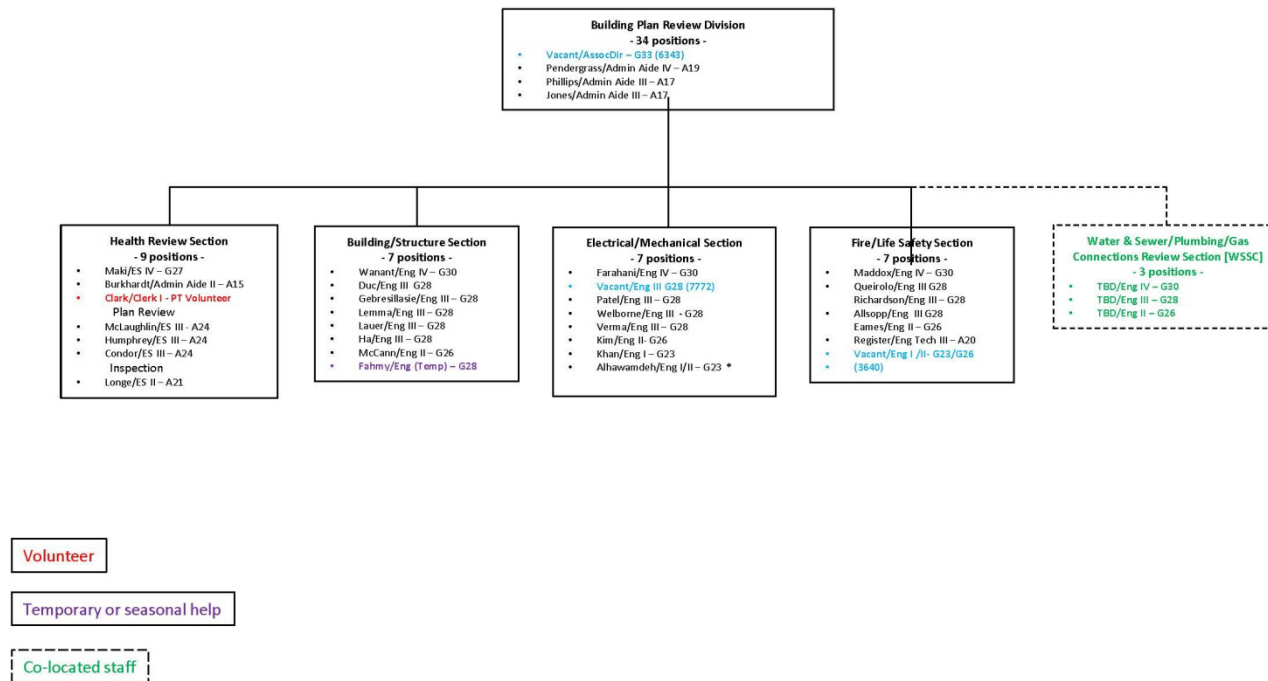 Building Plan Review Division
- 34 positions -
• Vacant/AssocDir – G33 (6343)
• Pendergrass/Admin Aide IV – A19
• Phillips/Admin Aide III – A17
• Jones/Admin Aide III – A17
Health Review Section
- 9 positions -
• Maki/ES IV – G27
• Burkhardt/Admin Aide II – A15
• Clark/Clerk I - PT Volunteer
Plan Review
• McLaughlin/ES III - A24
• Humphrey/ES III – A24
• Condor/ES III – A24
Inspection
• Longe/ES II – A21
Building/Structure Section
- 7 positions -
• Wanant/Eng IV – G30
• Duc/Eng III G28
• Gebresillasie/Eng III – G28
• Lemma/Eng III – G28
• Lauer/Eng III – G28
• Ha/Eng III – G28
• McCann/Eng II – G26
• Fahmy/Eng (Temp) – G28
Electrical/Mechanical Section
- 7 positions -
• Farahani/Eng IV – G30
• Vacant/Eng III G28 (7772)
• Patel/Eng III – G28
• Welborne/Eng III - G28
• Verma/Eng III – G28
• Kim/Eng II- G26
• Khan/Eng I – G23
• Alhawamdeh/Eng I/II – G23 *
Fire/Life Safety Section
- 7 positions -
• Maddox/Eng IV – G30
• Queirolo/Eng III G28
• Richardson/Eng III – G28
• Allsopp/Eng III G28
• Eames/Eng II – G26
• Register/Eng Tech III – A20
• Vacant/Eng I /II- G23/G26
• (3640)
Water & Sewer/Plumbing/Gas
Connections Review Section [WSSC]
- 3 positions -
• TBD/Eng IV – G30
• TBD/Eng III – G28
• TBD/Eng II – G26
Volunteer
Temporary or seasonal help
Co-located staff